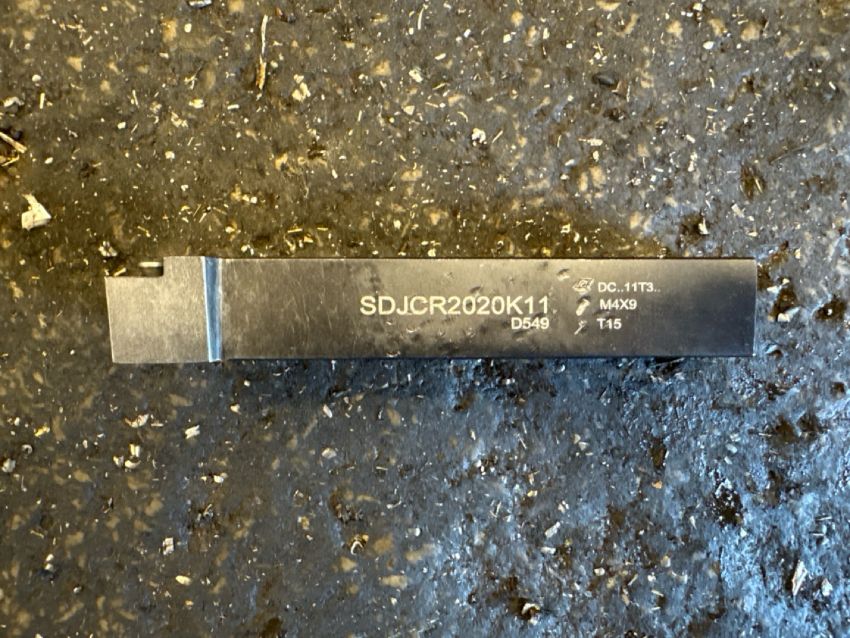 SDJCR2020K11
D549
DC..11T3..
M4X9
T15